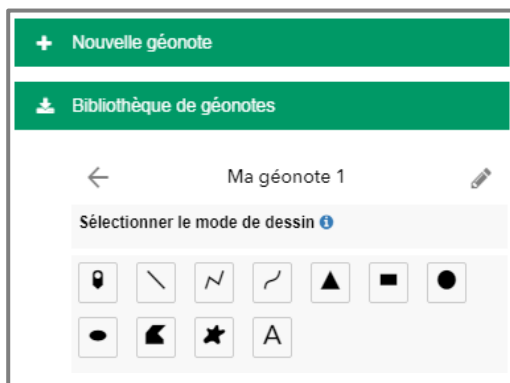 Nouvelle géonote
Bibliothèque de géonotes
Ma géonote 1
Sélectionner le mode de dessin
A